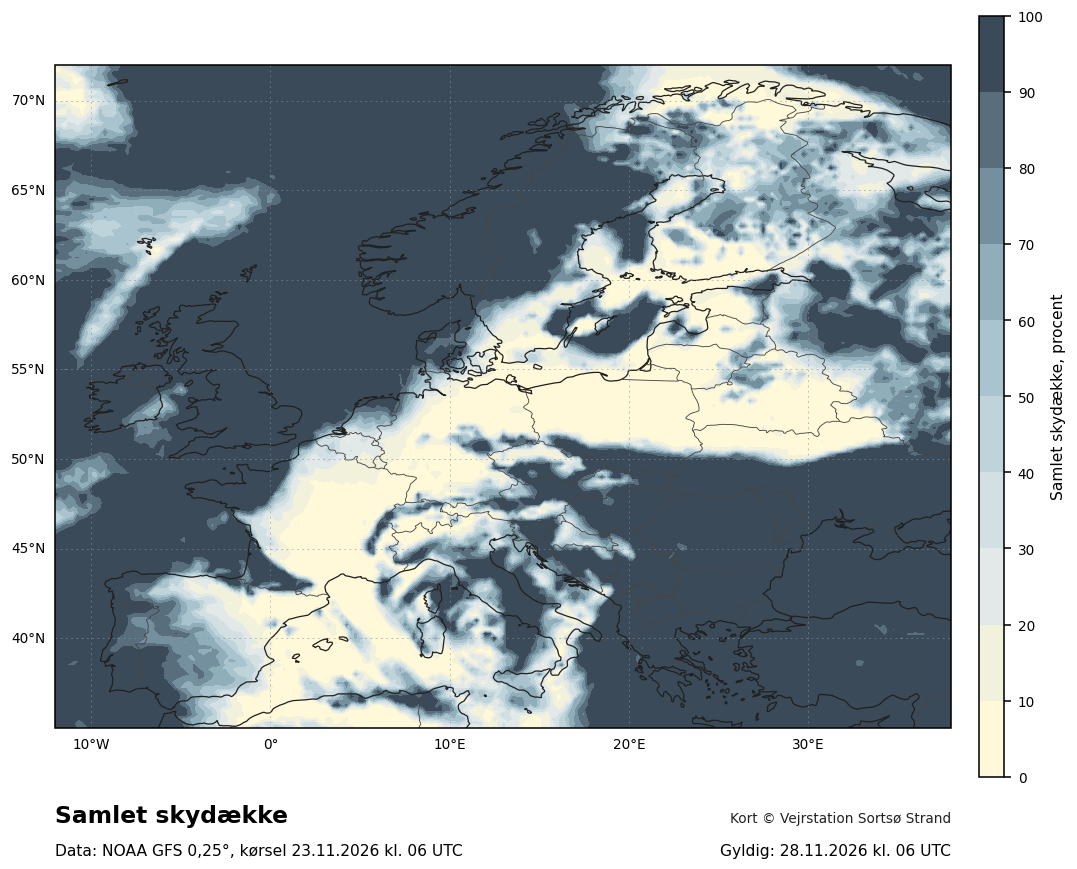 100
90
80
70
60
50
40
30
20
10
0
Samlet skydække, procent
70°N
65°N
60°N
55°N
50°N
45°N
40°N
10°W
0°
10°E
20°E
30°E
Samlet skydække
Kort © Vejrstation Sortsø Strand
Data: NOAA GFS 0,25°, kørsel 23.11.2026 kl. 06 UTC
Gyldig: 28.11.2026 kl. 06 UTC